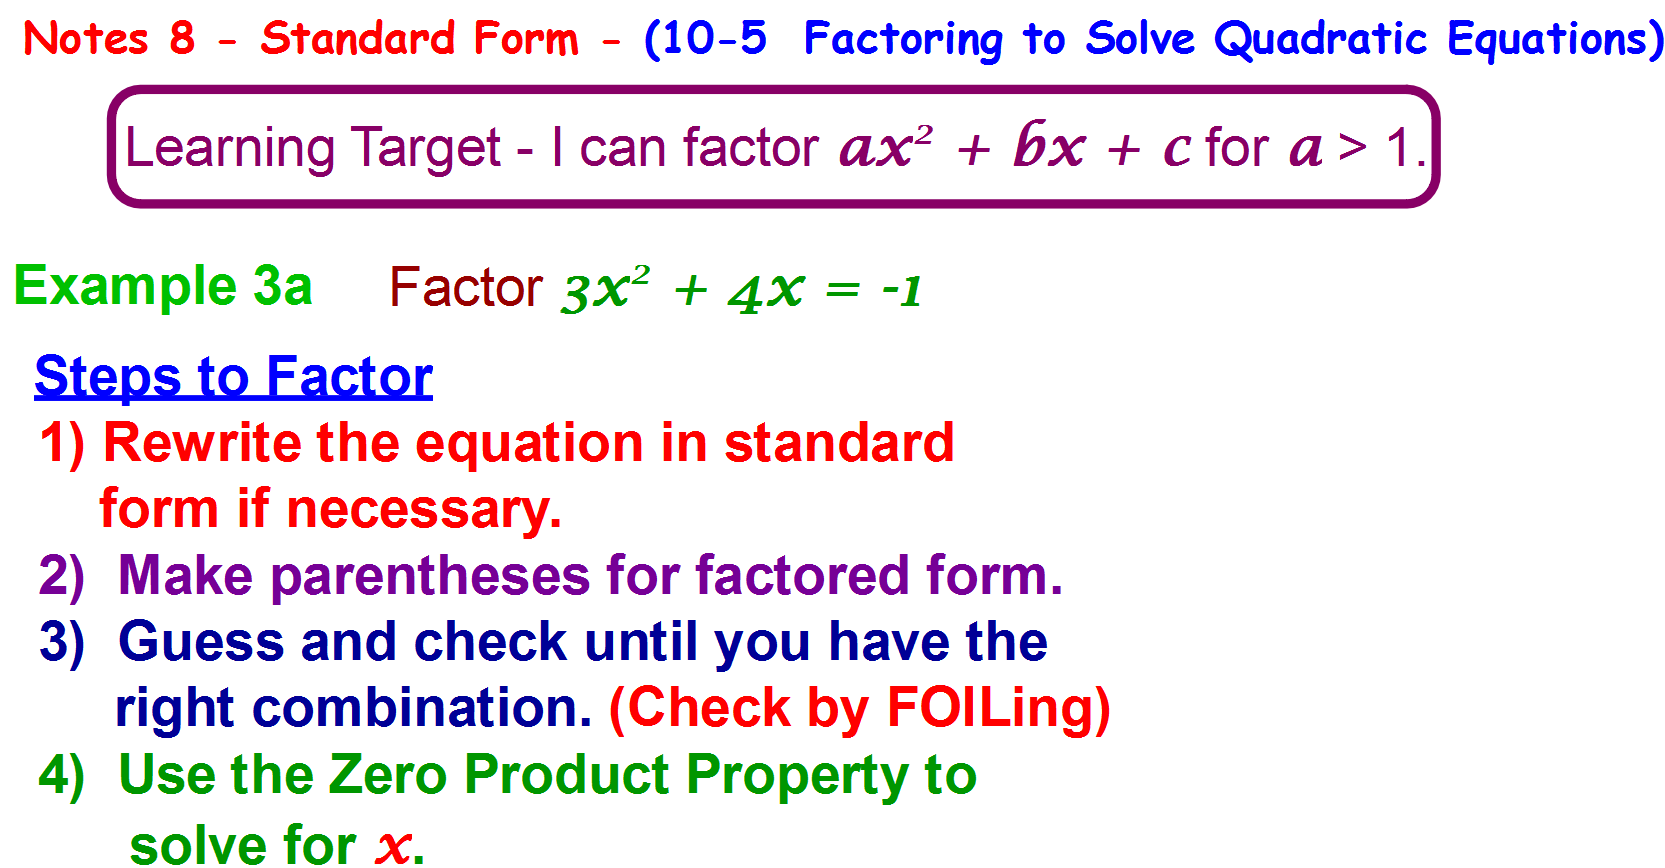 Notes 8 - Standard Form - (10-5 Factoring to Solve Quadratic Equations)
Learning Target - I can factor ax² + bx + c for a > 1.
Example 3a Factor 3x² + 4x = -1
Steps to Factor
1) Rewrite the equation in standard
form if necessary.
2) Make parentheses for factored form.
3) Guess and check until you have the
right combination. (Check by FOILing)
4) Use the Zero Product Property to
solve for x.